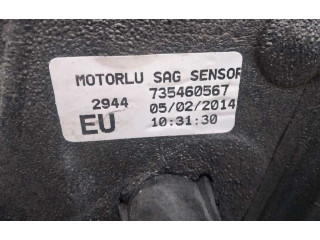 MOTORLU SAG SENSOR
735460567
2944 05/02/2014
EU 10:31:30